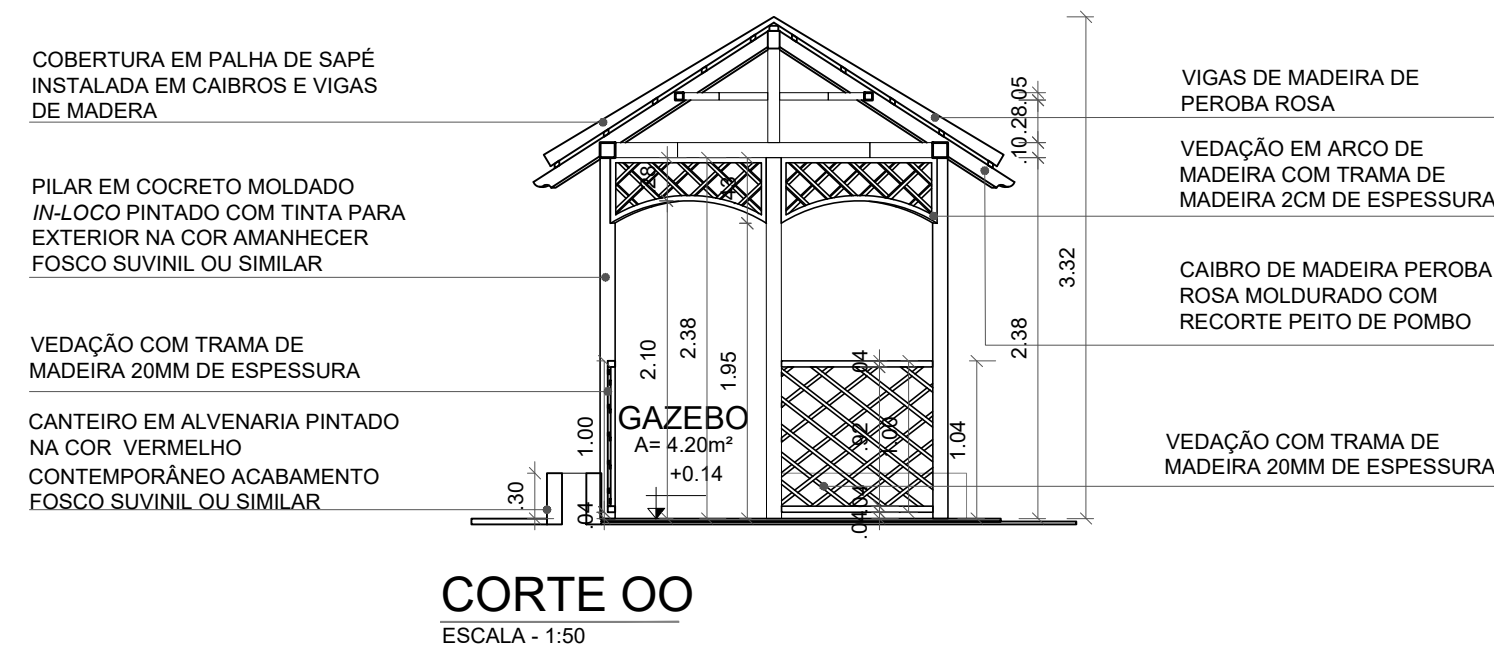 COBERTURA EM PALHA DE SAPÉ
INSTALADA EM CAIBROS E VIGAS
DE MADERA
PILAR EM COCRETO MOLDADO
IN-LOCO PINTADO COM TINTA PARA
EXTERIOR NA COR AMANHECER
FOSCO SUVINIL OU SIMILAR
VEDAÇÃO COM TRAMA DE
MADEIRA 20MM DE ESPESSURA
CANTEIRO EM ALVENARIA PINTADO
NA COR VERMELHO
CONTEMPORÂNEO ACABAMENTO
FOSCO SUVINIL OU SIMILAR
.30
1.00
.04
2.10
2.38
1.95
GAZEBO
A= 4.20m²
+0.14
.04
.92
.04
.04
1.04
.05
.28
.10
2.38
3.32
VIGAS DE MADEIRA DE
PEROBA ROSA
VEDAÇÃO EM ARCO DE
MADEIRA COM TRAMA DE
MADEIRA 2CM DE ESPESSURA
CAIBRO DE MADEIRA PEROBA
ROSA MOLDURADO COM
RECORTE PEITO DE POMBO
VEDAÇÃO COM TRAMA DE
MADEIRA 20MM DE ESPESSURA
CORTE OO
ESCALA - 1:50